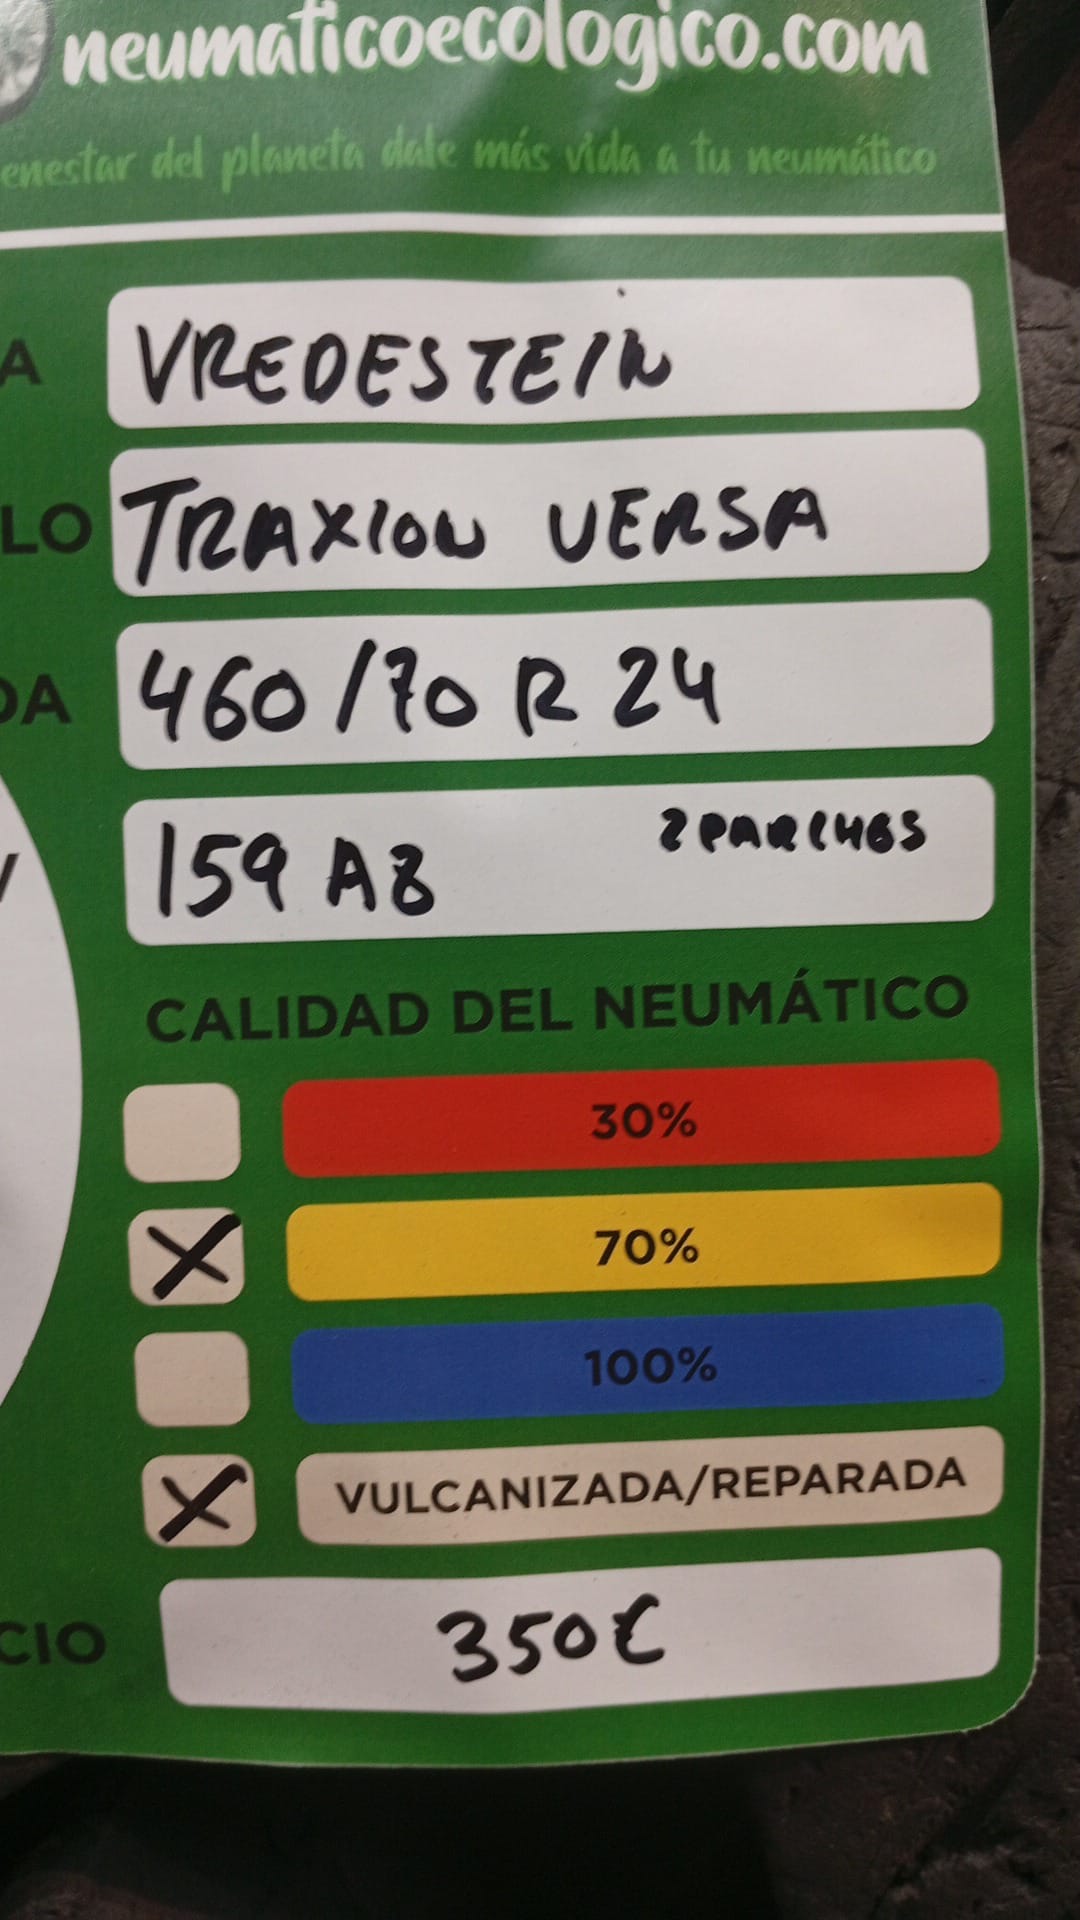 neumaticoecologico.com
enestar del planeta dale más vida a tu neumático
A VREDESTEIN
LO TRAXION VERSA
DA 460/70 R 24
159 A8 2 PARCHES
CALIDAD DEL NEUMÁTICO
30%
X 70%
100%
X VULCANIZADA/REPARADA
CIO 350€